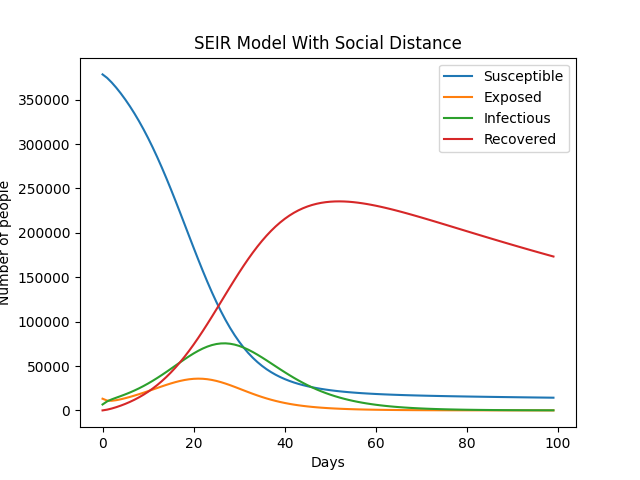 SEIR Model With Social Distance
Susceptible
Exposed
Infectious
Recovered
Number of people
350000
300000
250000
200000
150000
100000
50000
0
0 20 40 60 80 100
Days